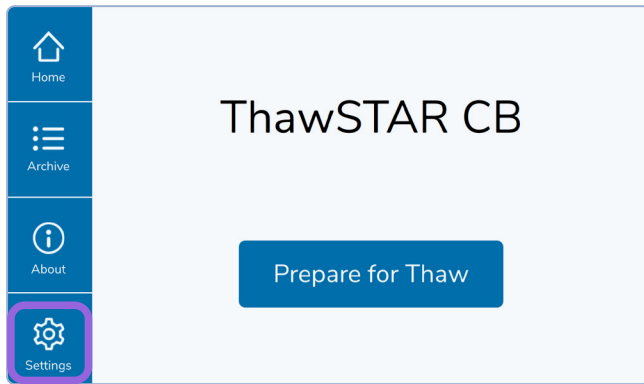 Home
Archive
About
Settings
ThawSTAR CB
Prepare for Thaw